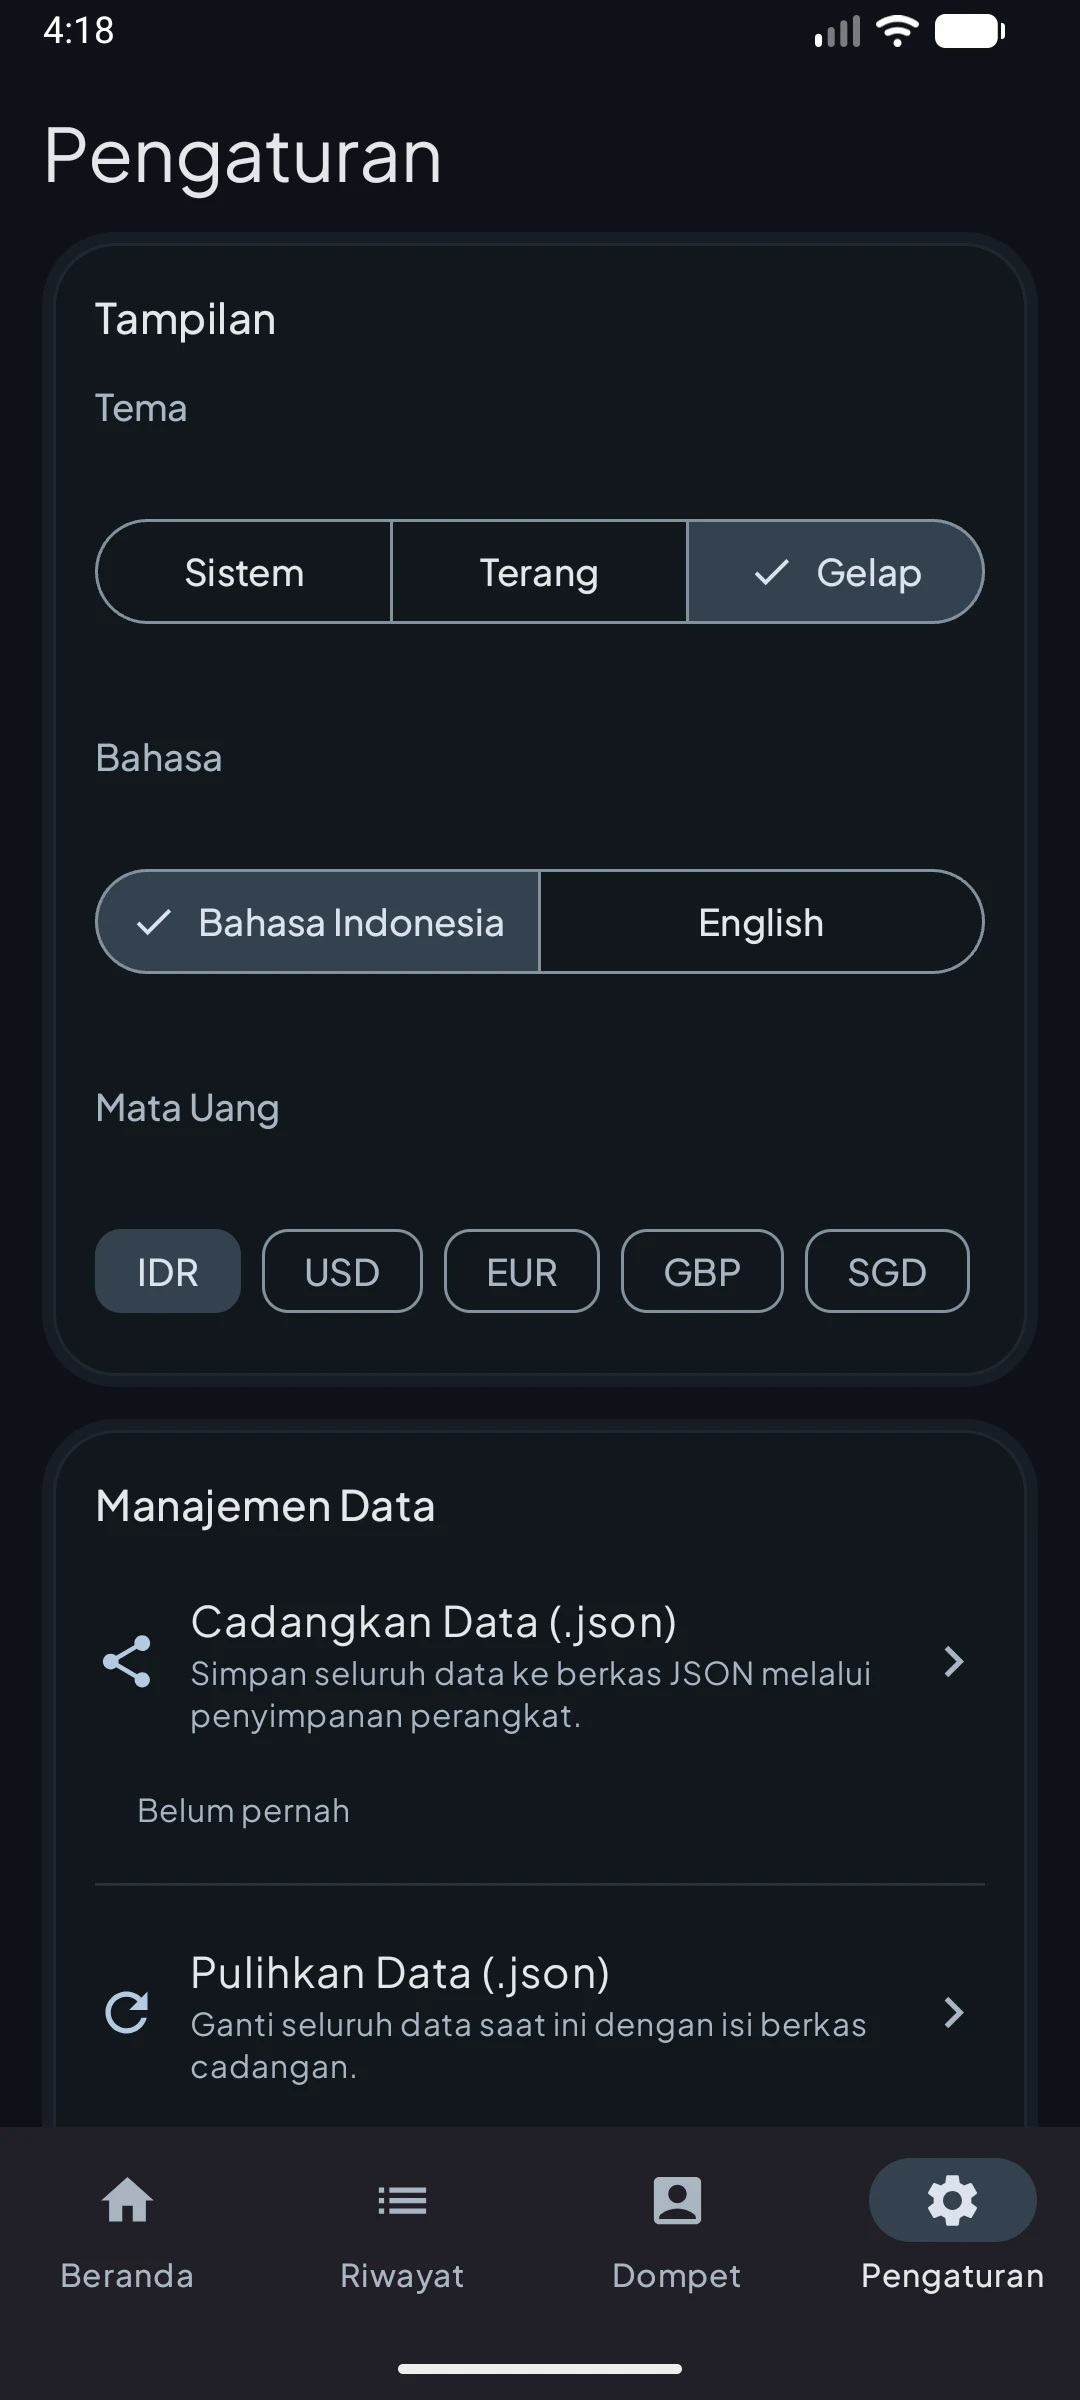 4:18
Pengaturan
Tampilan
Tema
Sistem
Terang
Gelap
Bahasa
Bahasa Indonesia
English
Mata Uang
IDR
USD
EUR
GBP
SGD
Manajemen Data
Cadangkan Data (.json)
Simpan seluruh data ke berkas JSON melalui
penyimpanan perangkat.
Belum pernah
Pulihkan Data (.json)
Ganti seluruh data saat ini dengan isi berkas
cadangan.
Beranda
Riwayat
Dompet
Pengaturan